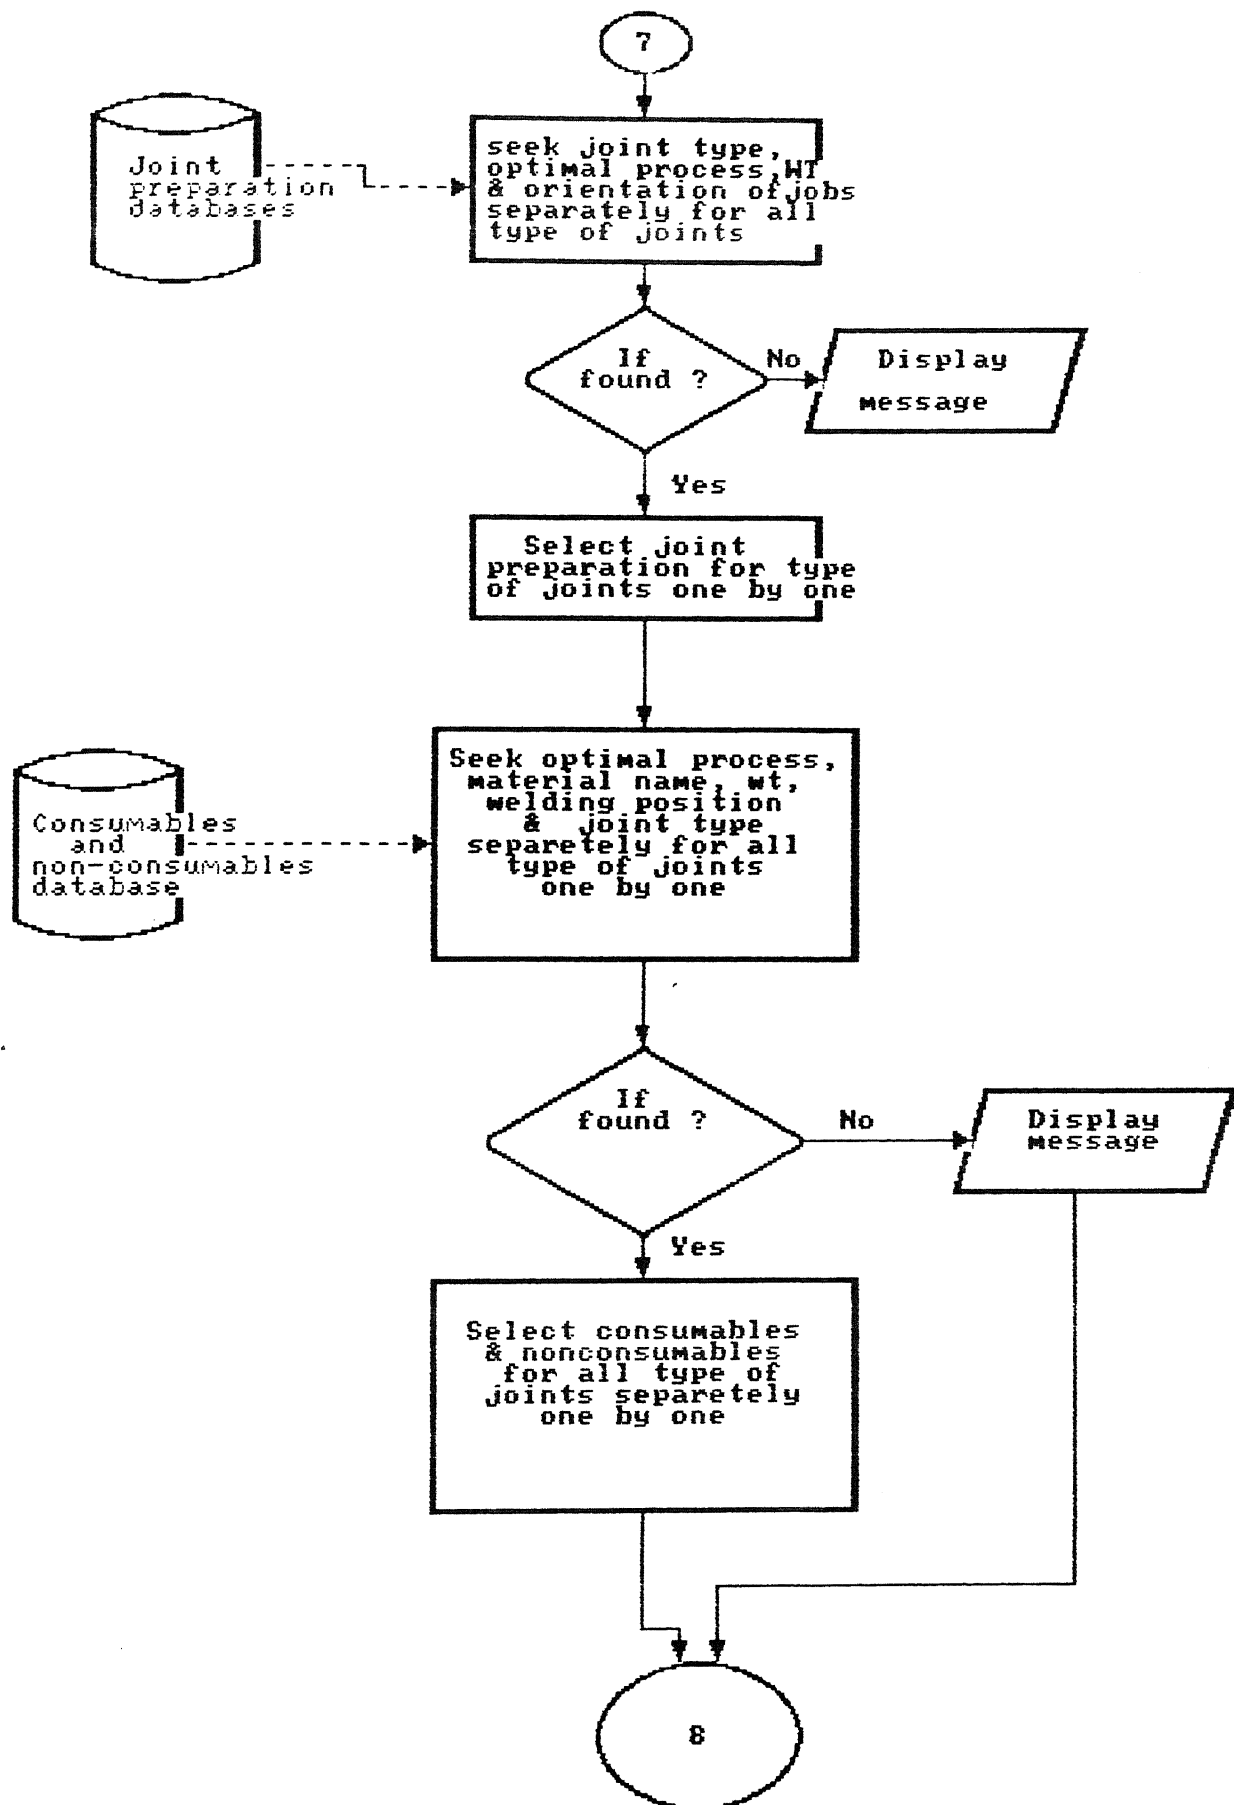 7
Joint
preparation
databases
seek joint type,
optimal process,WT
& orientation of jobs
separately for all
type of joints
If
found ?
No
Display
message
Yes
Select joint
preparation for type
of joints one by one
Consumables
and
non-consumables
database
Seek optimal process,
material name, wt,
welding position
& joint type
separetely for all
type of joints
one by one
If
found ?
No
Display
message
Yes
Select consumables
& nonconsumables
for all type of
joints separetely
one by one
8